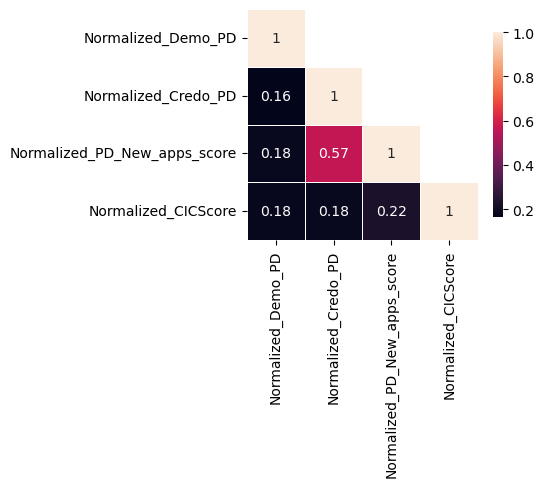 Normalized_Demo_PD
1
1.0
Normalized_Credo_PD
0.16
1
0.8
Normalized_PD_New_apps_score
0.18
0.57
1
0.6
0.4
Normalized_CICScore
0.18
0.18
0.22
1
0.2
Normalized_Demo_PD
Normalized_Credo_PD
Normalized_PD_New_apps_score
Normalized_CICScore